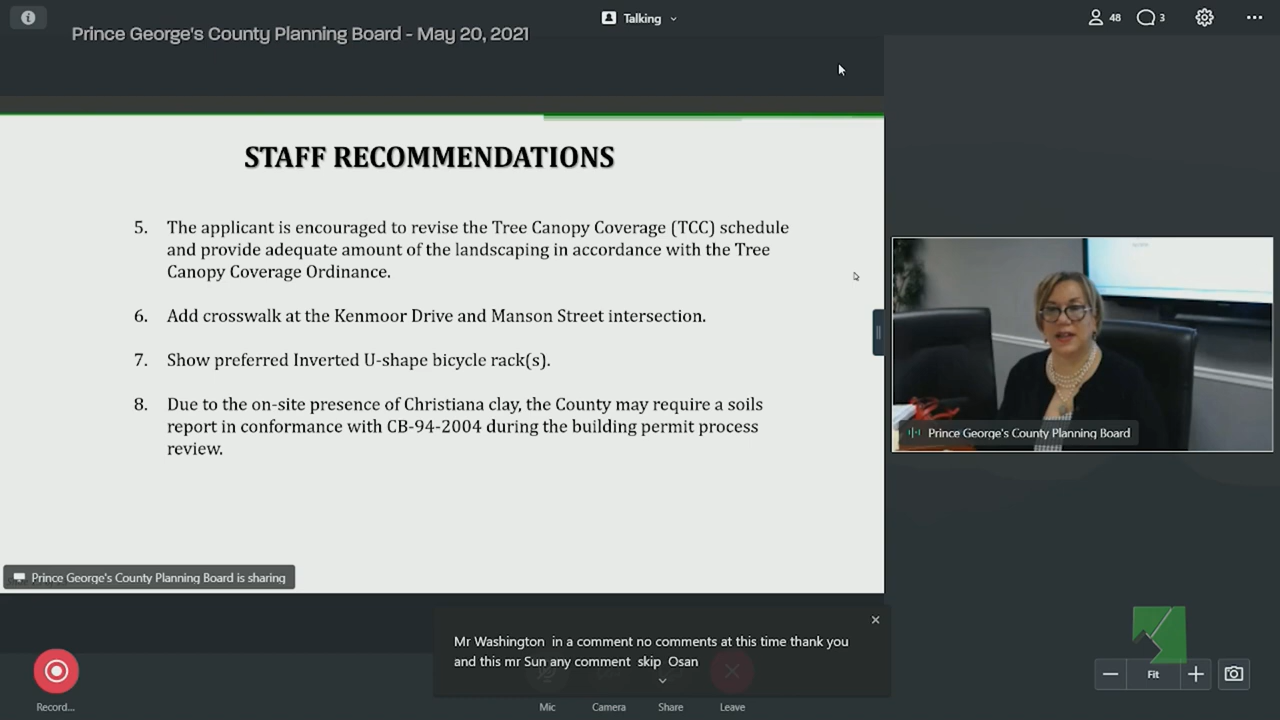 Talking
48
3
Prince George's County Planning Board - May 20, 2021
STAFF RECOMMENDATIONS
5. The applicant is encouraged to revise the Tree Canopy Coverage (TCC) schedule
and provide adequate amount of the landscaping in accordance with the Tree
Canopy Coverage Ordinance.
6. Add crosswalk at the Kenmoor Drive and Manson Street intersection.
7. Show preferred Inverted U-shape bicycle rack(s).
8. Due to the on-site presence of Christiana clay, the County may require a soils
report in conformance with CB-94-2004 during the building permit process
review.
Prince George's County Planning Board
Prince George's County Planning Board is sharing
Mr Washington in a comment no comments at this time thank you
and this mr Sun any comment skip Osan
Fit
Record...
Mic
Camera
Share
Leave